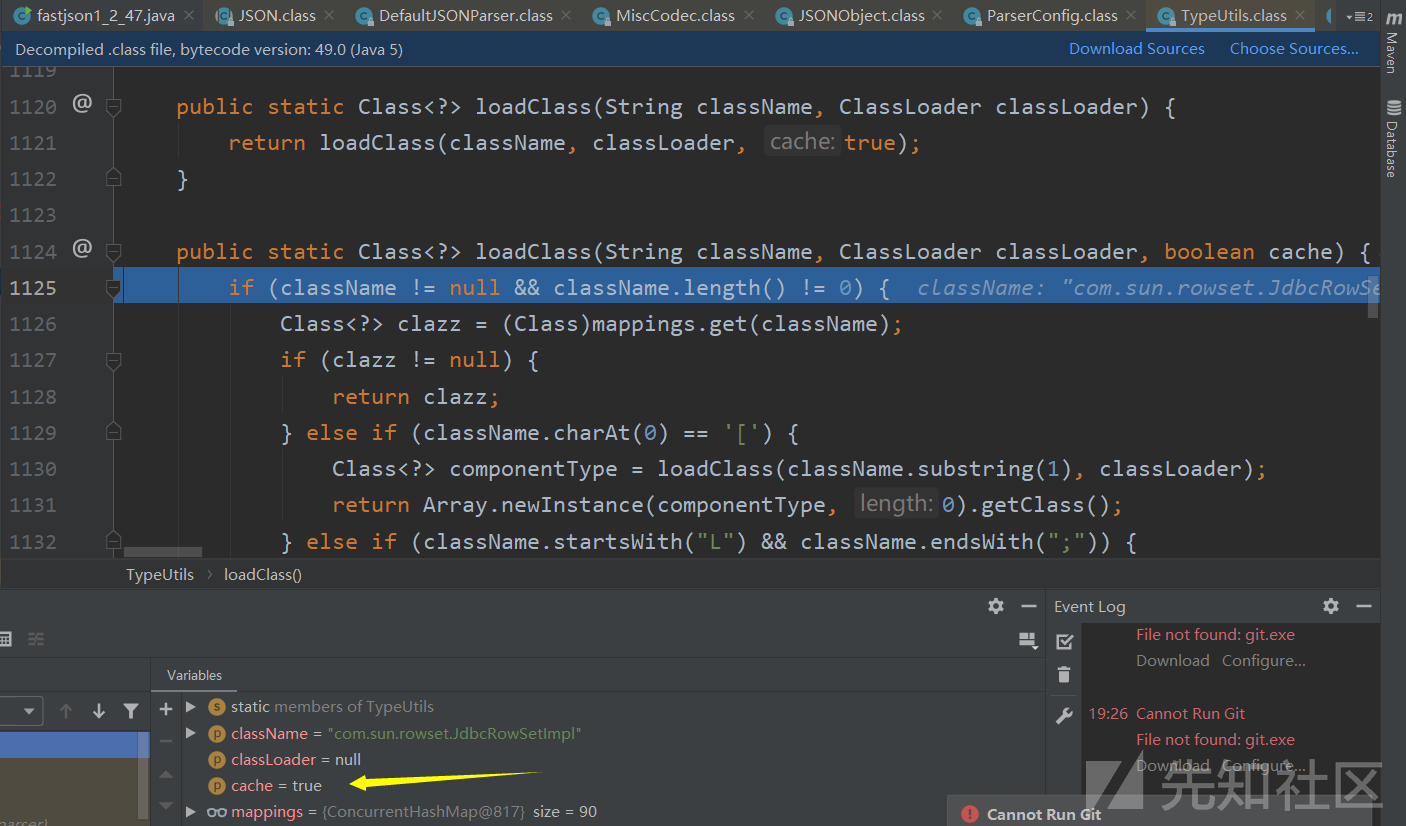 fastjson1_2_47.java JSON.class DefaultJSONParser.class MiscCodec.class JSONObject.class ParserConfig.class TypeUtils.class 2
m Maven
Database
Decompiled .class file, bytecode version: 49.0 (Java 5) Download Sources Choose Sources...
1119
1120 @ public static Class<?> loadClass(String className, ClassLoader classLoader) {
1121 return loadClass(className, classLoader, cache: true);
1122 }
1123
1124 @ public static Class<?> loadClass(String className, ClassLoader classLoader, boolean cache) {
1125 if (className != null && className.length() != 0) { className: "com.sun.rowset.JdbcRowSe
1126 Class<?> clazz = (Class)mappings.get(className);
1127 if (clazz != null) {
1128 return clazz;
1129 } else if (className.charAt(0) == '[') {
1130 Class<?> componentType = loadClass(className.substring(1), classLoader);
1131 return Array.newInstance(componentType, length: 0).getClass();
1132 } else if (className.startsWith("L") && className.endsWith(";")) {
TypeUtils › loadClass()
Variables
static members of TypeUtils
className = "com.sun.rowset.JdbcRowSetImpl"
classLoader = null
cache = true
mappings = {ConcurrentHashMap@817} size = 90
parser)
Event Log
File not found: git.exe
Download Configure...
19:26 Cannot Run Git
File not found: git.exe
Download Configure...
Cannot Run Git
先知社区